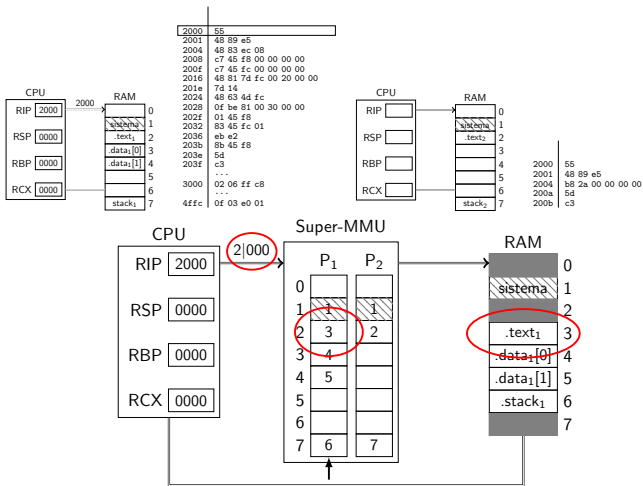 2000 55
2001 48 89 e5
2004 48 83 ec 08
2008 c7 45 f8 00 00 00 00
200f c7 45 fc 00 00 00 00
2016 48 81 7d fc 00 20 00 00
201e 7d 14
2024 48 63 4d fc
2028 0f be 81 00 30 00 00
202f 01 45 f8
2032 83 45 fc 01
2036 eb e2
203b 8b 45 f8
203e 5d
203f c3
...
3000 02 06 ff c8
...
4ffc 0f 03 e0 01
CPU
RIP 2000
RSP 0000
RBP 0000
RCX 0000
2000
RAM
0
sistema 1
.text1 2
.data1[0] 3
.data1[1] 4
5
6
stack1 7
CPU
RIP
RSP
RBP
RCX
RAM
0
sistema 1
.text2 2
3
4
5
6
stack2 7
2000 55
2001 48 89 e5
2004 b8 2a 00 00 00 00
200a 5d
200b c3
CPU
RIP 2000
RSP 0000
RBP 0000
RCX 0000
2|000
Super-MMU
P1 P2
0
1 1 1
2 3 2
3 4
4 5
5
6
7 6 7
RAM
0
sistema 1
2
.text1 3
.data1[0] 4
.data1[1] 5
.stack1 6
7